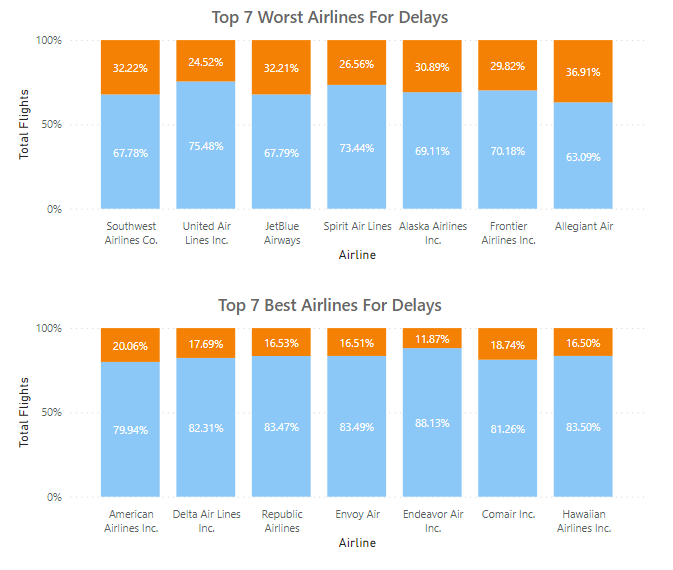 Top 7 Worst Airlines For Delays
100%
32.22% 24.52% 32.21% 26.56% 30.89% 29.82% 36.91%
Total Flights
50%
67.78% 75.48% 67.79% 73.44% 69.11% 70.18% 63.09%
0%
Southwest United Air JetBlue Spirit Air Lines Alaska Airlines Frontier Allegiant Air
Airlines Co. Lines Inc. Airways Inc. Airlines Inc.
Airline
Top 7 Best Airlines For Delays
100%
20.06% 17.69% 16.53% 16.51% 11.87% 18.74% 16.50%
Total Flights
50%
79.94% 82.31% 83.47% 83.49% 88.13% 81.26% 83.50%
0%
American Delta Air Lines Republic Envoy Air Endeavor Air Comair Inc. Hawaiian
Airlines Inc. Inc. Airlines Inc. Airlines Inc.
Airline